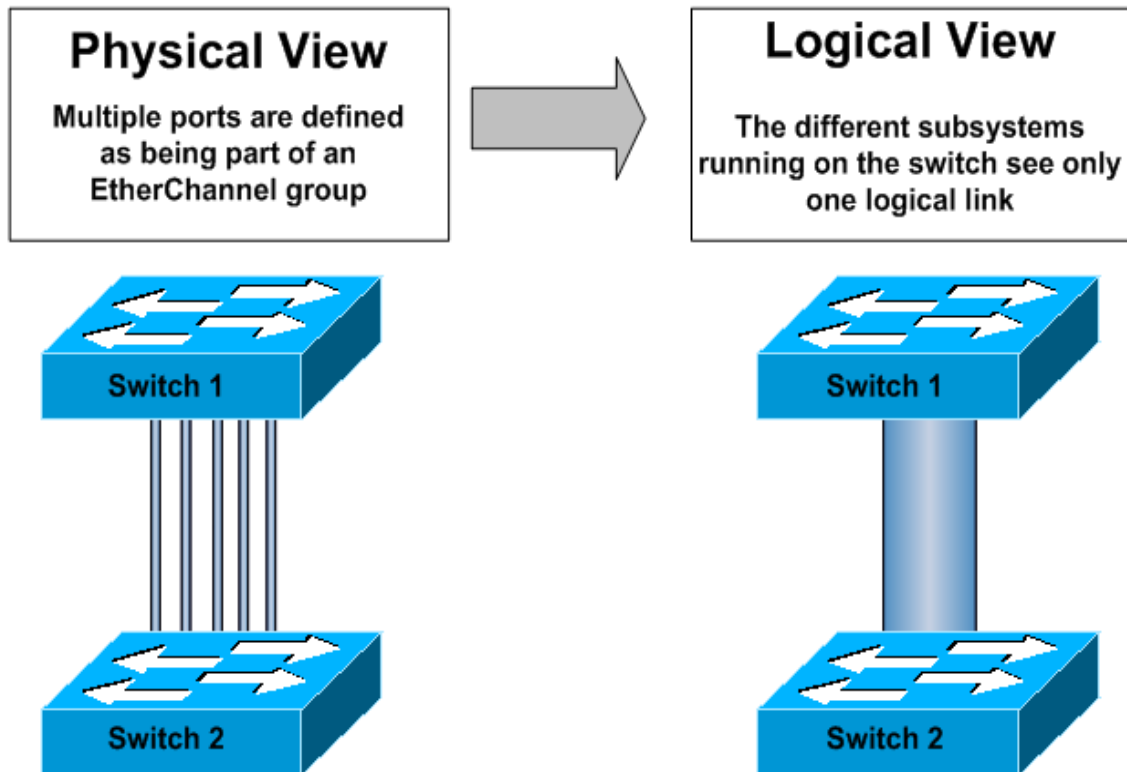 Physical View
Multiple ports are defined
as being part of an
EtherChannel group
Logical View
The different subsystems
running on the switch see only
one logical link
Switch 1
Switch 1
Switch 2
Switch 2